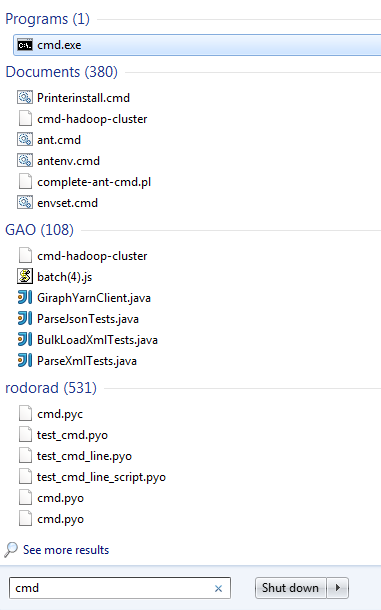 Programs (1)
cmd.exe
Documents (380)
Printerinstall.cmd
cmd-hadoop-cluster
ant.cmd
antenv.cmd
complete-ant-cmd.pl
envset.cmd
GAO (108)
cmd-hadoop-cluster
batch(4).js
GiraphYarnClient.java
ParseJsonTests.java
BulkLoadXmlTests.java
ParseXmlTests.java
rodorad (531)
cmd.pyc
test_cmd.pyo
test_cmd_line.pyo
test_cmd_line_script.pyo
cmd.pyo
cmd.pyo
See more results
cmd
Shut down